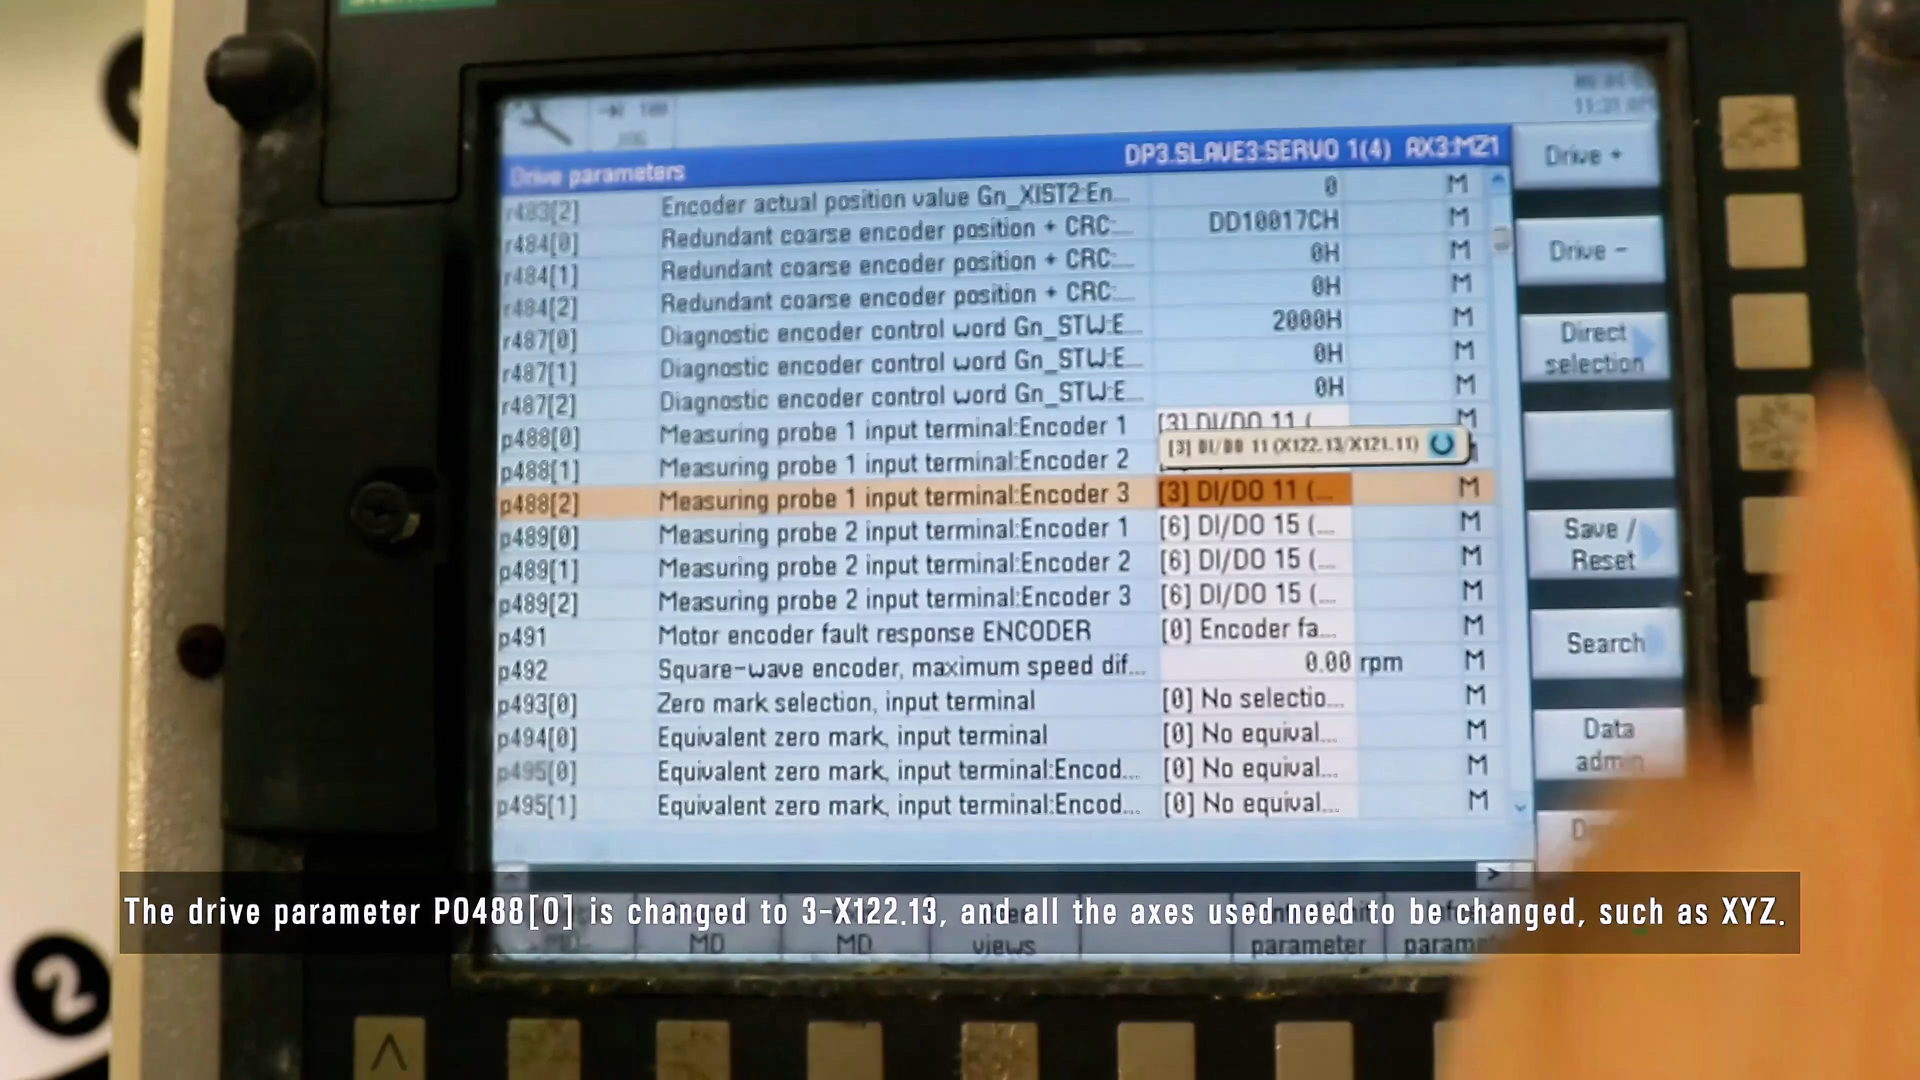 Drive parameters DP3.SLAVE3:SERVO 1(4) AX3:MZ1
r483[2] Encoder actual position value Gn_XIST2:En... 0 M
r484[0] Redundant coarse encoder position + CRC:... DD10017CH M
r484[1] Redundant coarse encoder position + CRC:... 0H M
r484[2] Redundant coarse encoder position + CRC:... 0H M
r487[0] Diagnostic encoder control word Gn_STW:E... 2000H M
r487[1] Diagnostic encoder control word Gn_STW:E... 0H M
r487[2] Diagnostic encoder control word Gn_STW:E... 0H M
p488[0] Measuring probe 1 input terminal:Encoder 1 [3] DI/DO 11 ( M
[3] DI/DO 11 (X122.13/X121.11)
p488[1] Measuring probe 1 input terminal:Encoder 2
p488[2] Measuring probe 1 input terminal:Encoder 3 [3] DI/DO 11 (... M
p489[0] Measuring probe 2 input terminal:Encoder 1 [6] DI/DO 15 (... M
p489[1] Measuring probe 2 input terminal:Encoder 2 [6] DI/DO 15 (... M
p489[2] Measuring probe 2 input terminal:Encoder 3 [6] DI/DO 15 (... M
p491 Motor encoder fault response ENCODER [0] Encoder fa... M
p492 Square-wave encoder, maximum speed dif... 0.00 rpm M
p493[0] Zero mark selection, input terminal [0] No selectio... M
p494[0] Equivalent zero mark, input terminal [0] No equival... M
p495[0] Equivalent zero mark, input terminal:Encod... [0] No equival... M
p495[1] Equivalent zero mark, input terminal:Encod... [0] No equival... M
Drive +
Drive -
Direct
selection
Save /
Reset
Search
Data
admin
The drive parameter P0488[0] is changed to 3-X122.13, and all the axes used need to be changed, such as XYZ.
MD MD MD views parameter
2